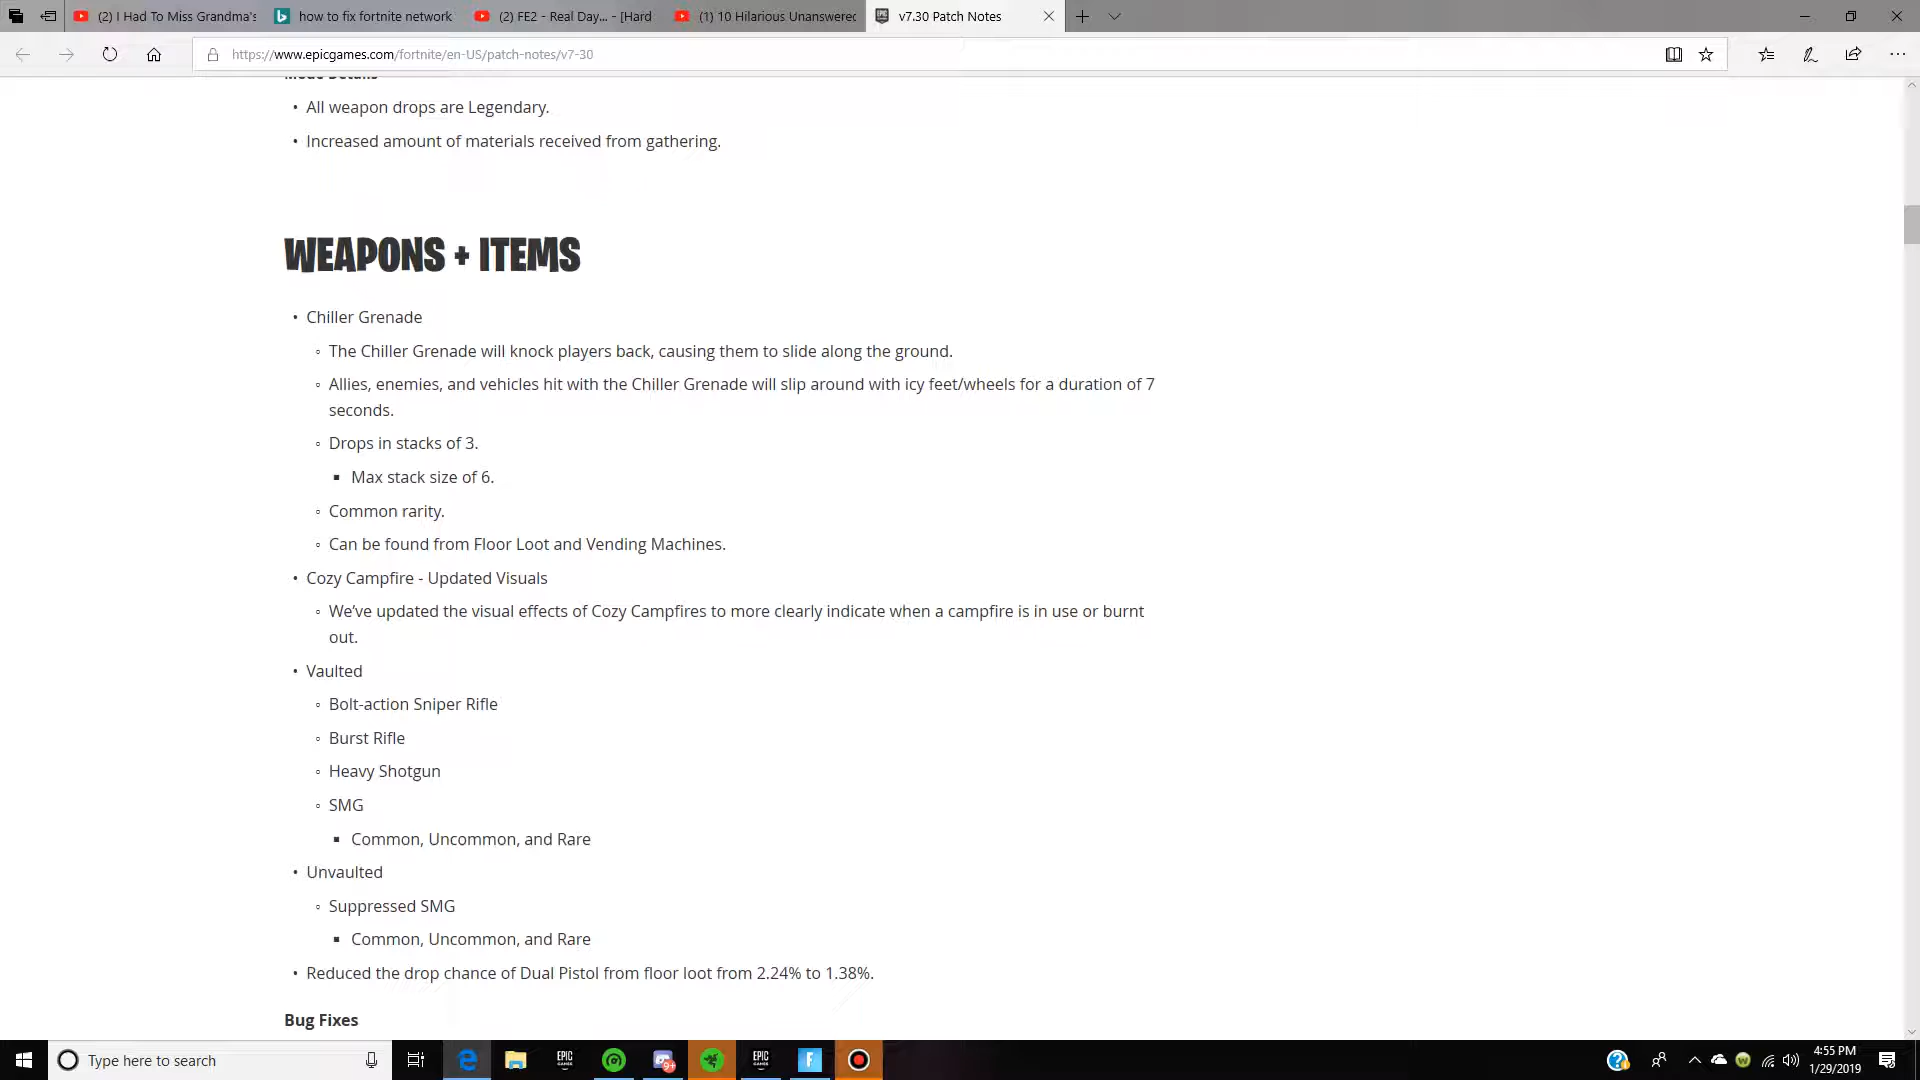 (2) I Had To Miss Grandma's
how to fix fortnite network
(2) FE2 - Real Day... - [Hard
(1) 10 Hilarious Unanswered
v7.30 Patch Notes
https://www.epicgames.com/fortnite/en-US/patch-notes/v7-30
Mode Details
• All weapon drops are Legendary.
• Increased amount of materials received from gathering.
WEAPONS + ITEMS
• Chiller Grenade
◦ The Chiller Grenade will knock players back, causing them to slide along the ground.
◦ Allies, enemies, and vehicles hit with the Chiller Grenade will slip around with icy feet/wheels for a duration of 7
seconds.
◦ Drops in stacks of 3.
▪ Max stack size of 6.
◦ Common rarity.
◦ Can be found from Floor Loot and Vending Machines.
• Cozy Campfire - Updated Visuals
◦ We’ve updated the visual effects of Cozy Campfires to more clearly indicate when a campfire is in use or burnt
out.
• Vaulted
◦ Bolt-action Sniper Rifle
◦ Burst Rifle
◦ Heavy Shotgun
◦ SMG
▪ Common, Uncommon, and Rare
• Unvaulted
◦ Suppressed SMG
▪ Common, Uncommon, and Rare
• Reduced the drop chance of Dual Pistol from floor loot from 2.24% to 1.38%.
Bug Fixes
Type here to search
EPIC GAMES
9+
EPIC GAMES
F
4:55 PM
1/29/2019